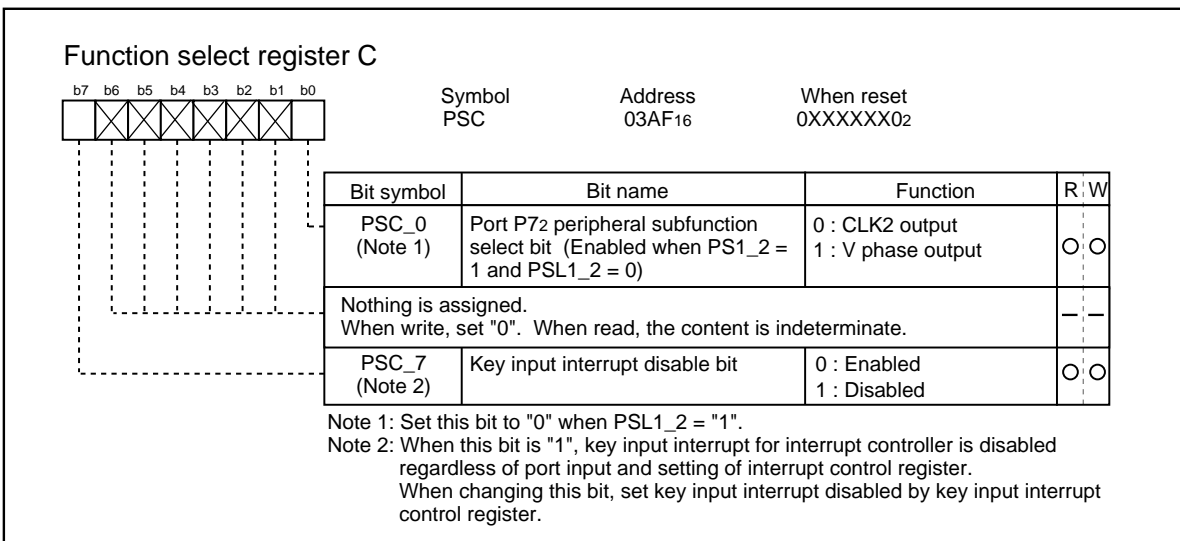 Function select register C
b7 b6 b5 b4 b3 b2 b1 b0
Symbol Address When reset
PSC 03AF16 0XXXXXX02
Bit symbol Bit name Function R W
PSC_0 (Note 1) Port P72 peripheral subfunction select bit (Enabled when PS1_2 = 1 and PSL1_2 = 0) 0 : CLK2 output 1 : V phase output
Nothing is assigned.
When write, set "0". When read, the content is indeterminate.
PSC_7 (Note 2) Key input interrupt disable bit 0 : Enabled 1 : Disabled
Note 1: Set this bit to "0" when PSL1_2 = "1".
Note 2: When this bit is "1", key input interrupt for interrupt controller is disabled
regardless of port input and setting of interrupt control register.
When changing this bit, set key input interrupt disabled by key input interrupt
control register.